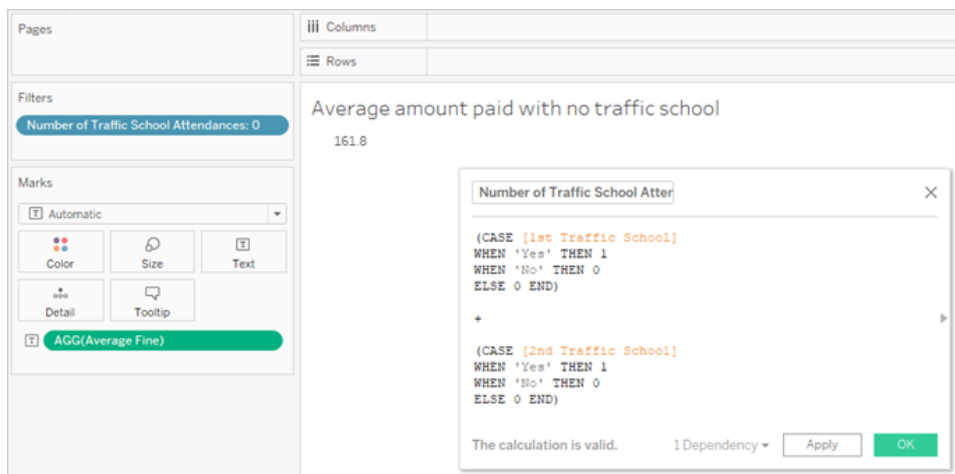 Pages
Columns
Rows
Filters
Number of Traffic School Attendances: 0
Average amount paid with no traffic school
161.8
Marks
Automatic
Color
Size
Text
Detail
Tooltip
AGG(Average Fine)
Number of Traffic School Atter
(CASE [1st Traffic School]
WHEN 'Yes' THEN 1
WHEN 'No' THEN 0
ELSE 0 END)
+
(CASE [2nd Traffic School]
WHEN 'Yes' THEN 1
WHEN 'No' THEN 0
ELSE 0 END)
The calculation is valid.
1 Dependency
Apply
OK